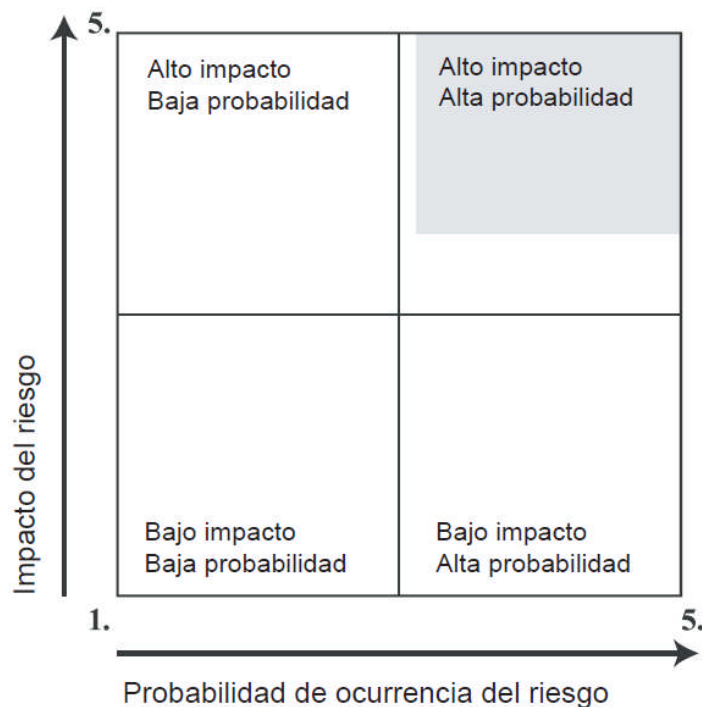 5.
Alto impacto
Baja probabilidad
Alto impacto
Alta probabilidad
Impacto del riesgo
Bajo impacto
Baja probabilidad
Bajo impacto
Alta probabilidad
1.
5.
Probabilidad de ocurrencia del riesgo